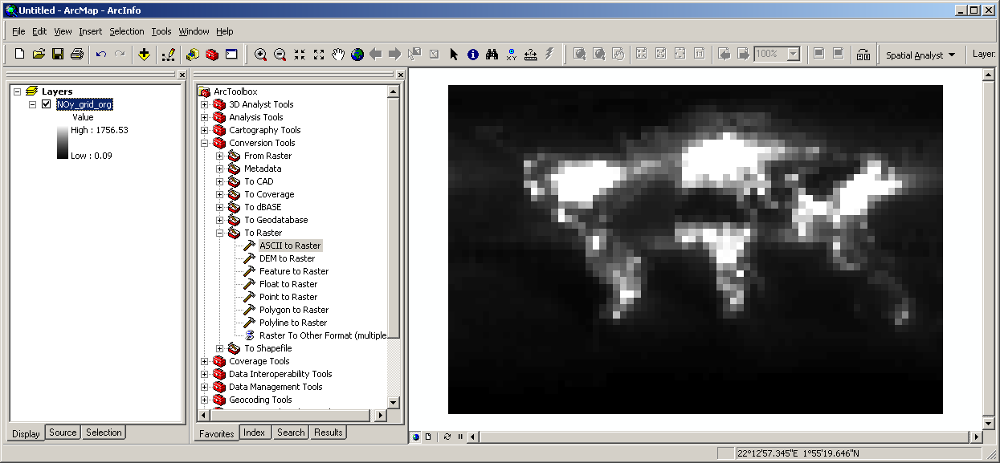 Untitled - ArcMap - ArcInfo
File Edit View Insert Selection Tools Window Help
XY 100% Spatial Analyst Layer:
Layers
NOy_grid_org
Value
High : 1756.53
Low : 0.09
Display Source Selection
ArcToolbox
3D Analyst Tools
Analysis Tools
Cartography Tools
Conversion Tools
From Raster
Metadata
To CAD
To Coverage
To dBASE
To Geodatabase
To Raster
ASCII to Raster
DEM to Raster
Feature to Raster
Float to Raster
Point to Raster
Polygon to Raster
Polyline to Raster
Raster To Other Format (multiple
To Shapefile
Coverage Tools
Data Interoperability Tools
Data Management Tools
Geocoding Tools
Favorites Index Search Results
22°12'57.345"E 1°55'19.646"N